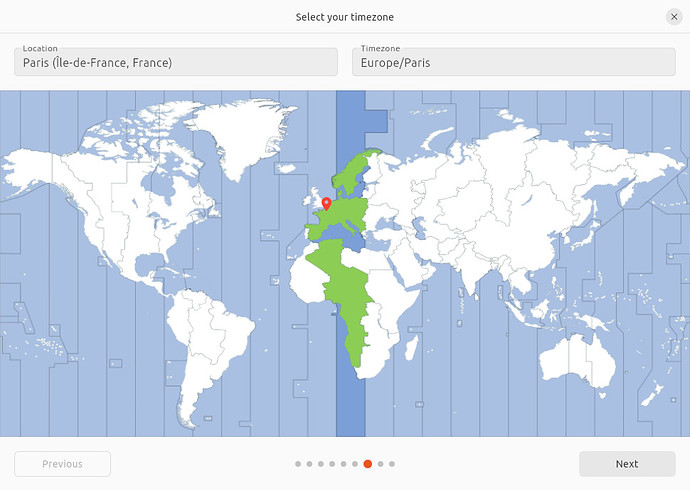 Select your timezone
Location
Paris (Île-de-France, France)
Timezone
Europe/Paris
Previous
Next